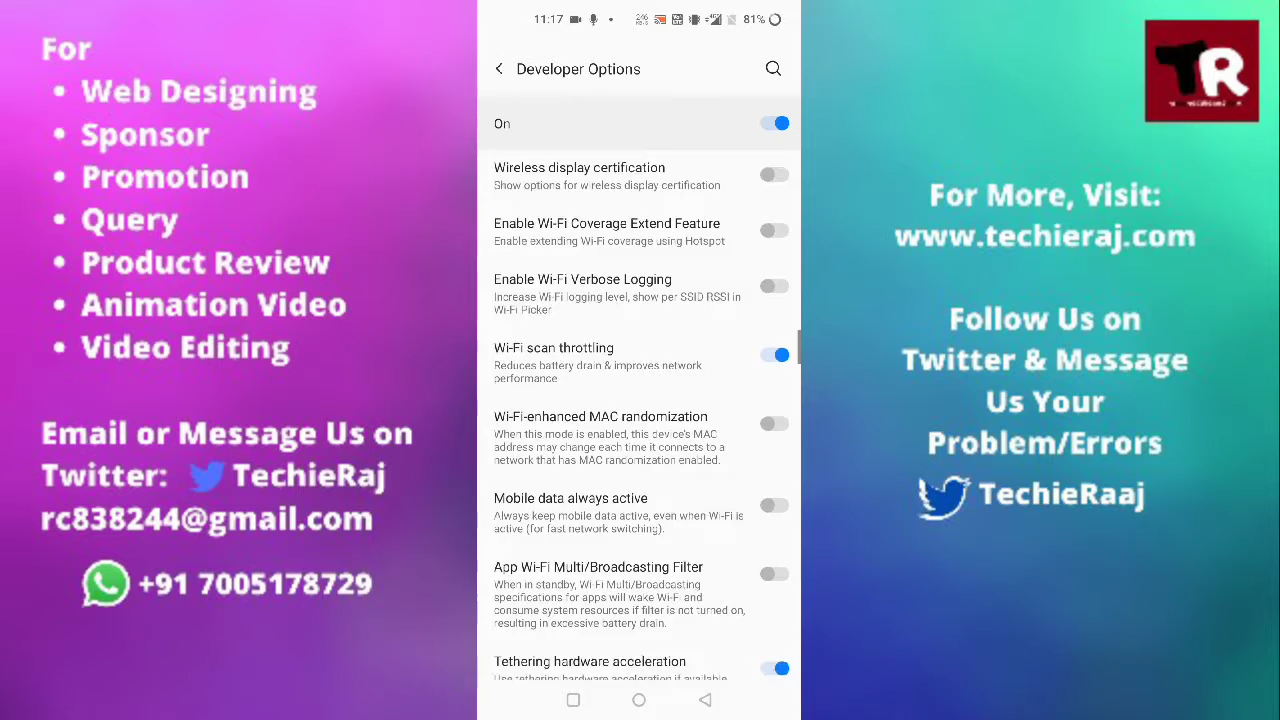 For
• Web Designing
• Sponsor
• Promotion
• Query
• Product Review
• Animation Video
• Video Editing
Email or Message Us on
Twitter: TechieRaj
rc838244@gmail.com
+91 7005178729
11:17
81%
Developer Options
On
Wireless display certification
Show options for w reless display certification
Enable Wi-Fi Coverage Extend Feature
Enable extending Wi-Fi coverage using Hotspot
Enable Wi-Fi Verbose Logging
Increase Wi-Fi logging level, show per SSID RSSI in
Wi-Fi Picker
Wi-Fi scan throttling
Reduces battery drain & improves network
performance
Wi-Fi-enhanced MAC randomization
When this mode is enabled, this device's MAC
address may change each time it connects to a
network that has MAC randomization enabled.
Mobile data always active
Always keep mobile data active, even when Wi-Fi is
active (for fast network switching).
App Wi-Fi Multi/Broadcasting Filter
When in standby, Wi-Fi Multi/Broadcasting
specifications for apps will wake Wi-Fi and
consume system resources if filter is not turned on,
resulting in excessive battery drain.
Tethering hardware acceleration
Use tethering hardware acceleration if available
TR
For More, Visit:
www.techieraj.com
Follow Us on
Twitter & Message
Us Your
Problem/Errors
TechieRaaj